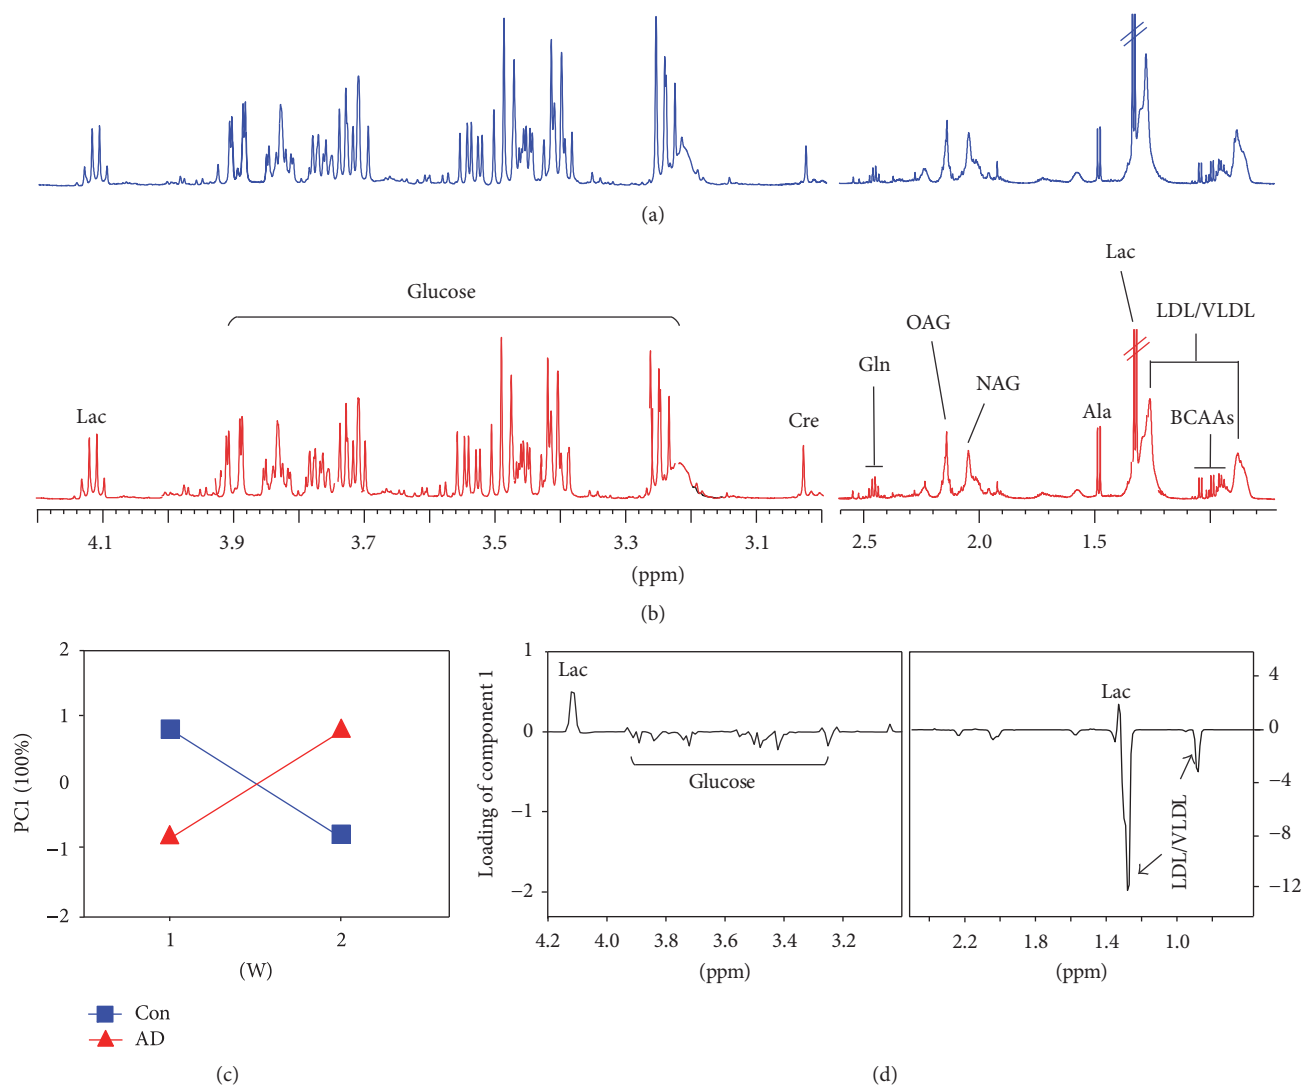 (a)
Glucose
Lac
Cre
Gln
OAG
NAG
Lac
Ala
LDL/VLDL
BCAAs
4.1 3.9 3.7 3.5 3.3 3.1 2.5 2.0 1.5
(ppm)
(b)
PC1 (100%)
2
1
0
−1
−2
1 2
(W)
Con
AD
(c)
Loading of component 1
1
0
−1
−2
Lac
Glucose
4.2 4.0 3.8 3.6 3.4 3.2
(ppm)
Lac
LDL/VLDL
4
0
−4
−8
−12
2.2 1.8 1.4 1.0
(ppm)
(d)